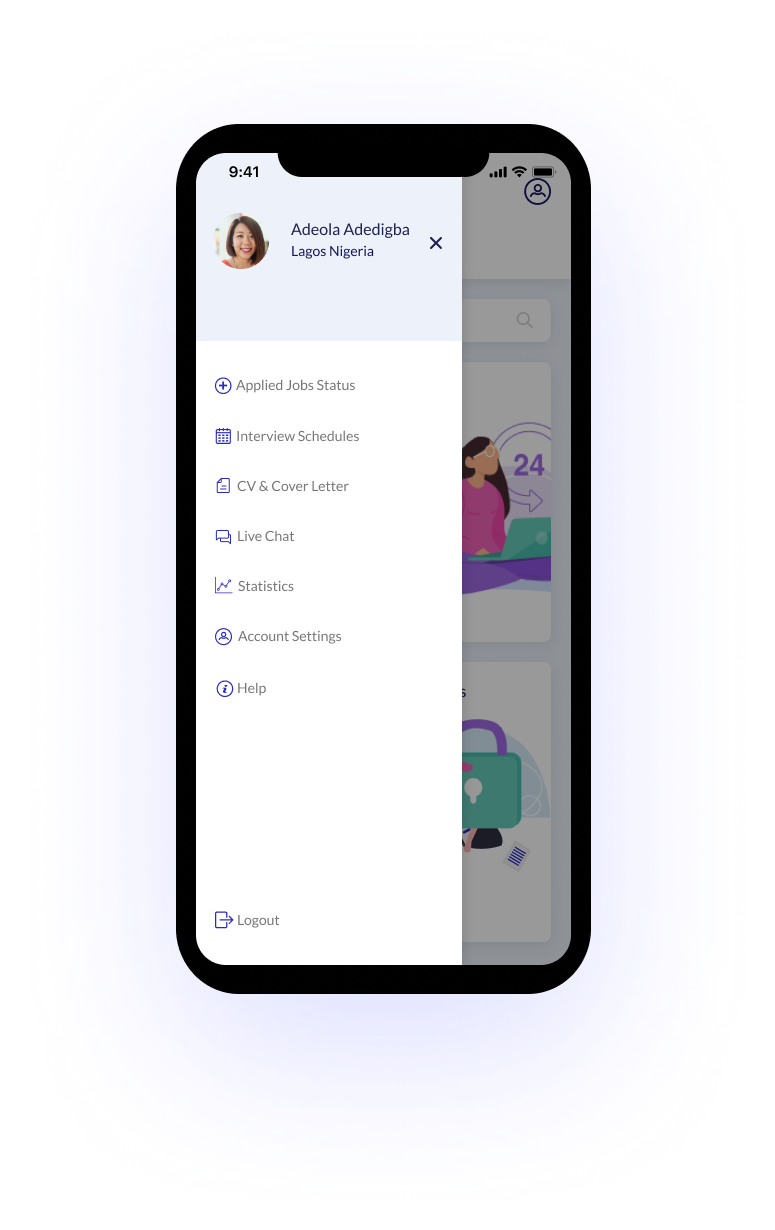 9:41
Adeola Adedigba
Lagos Nigeria
Applied Jobs Status
Interview Schedules
24
CV & Cover Letter
Live Chat
Statistics
Account Settings
Help
s
Logout